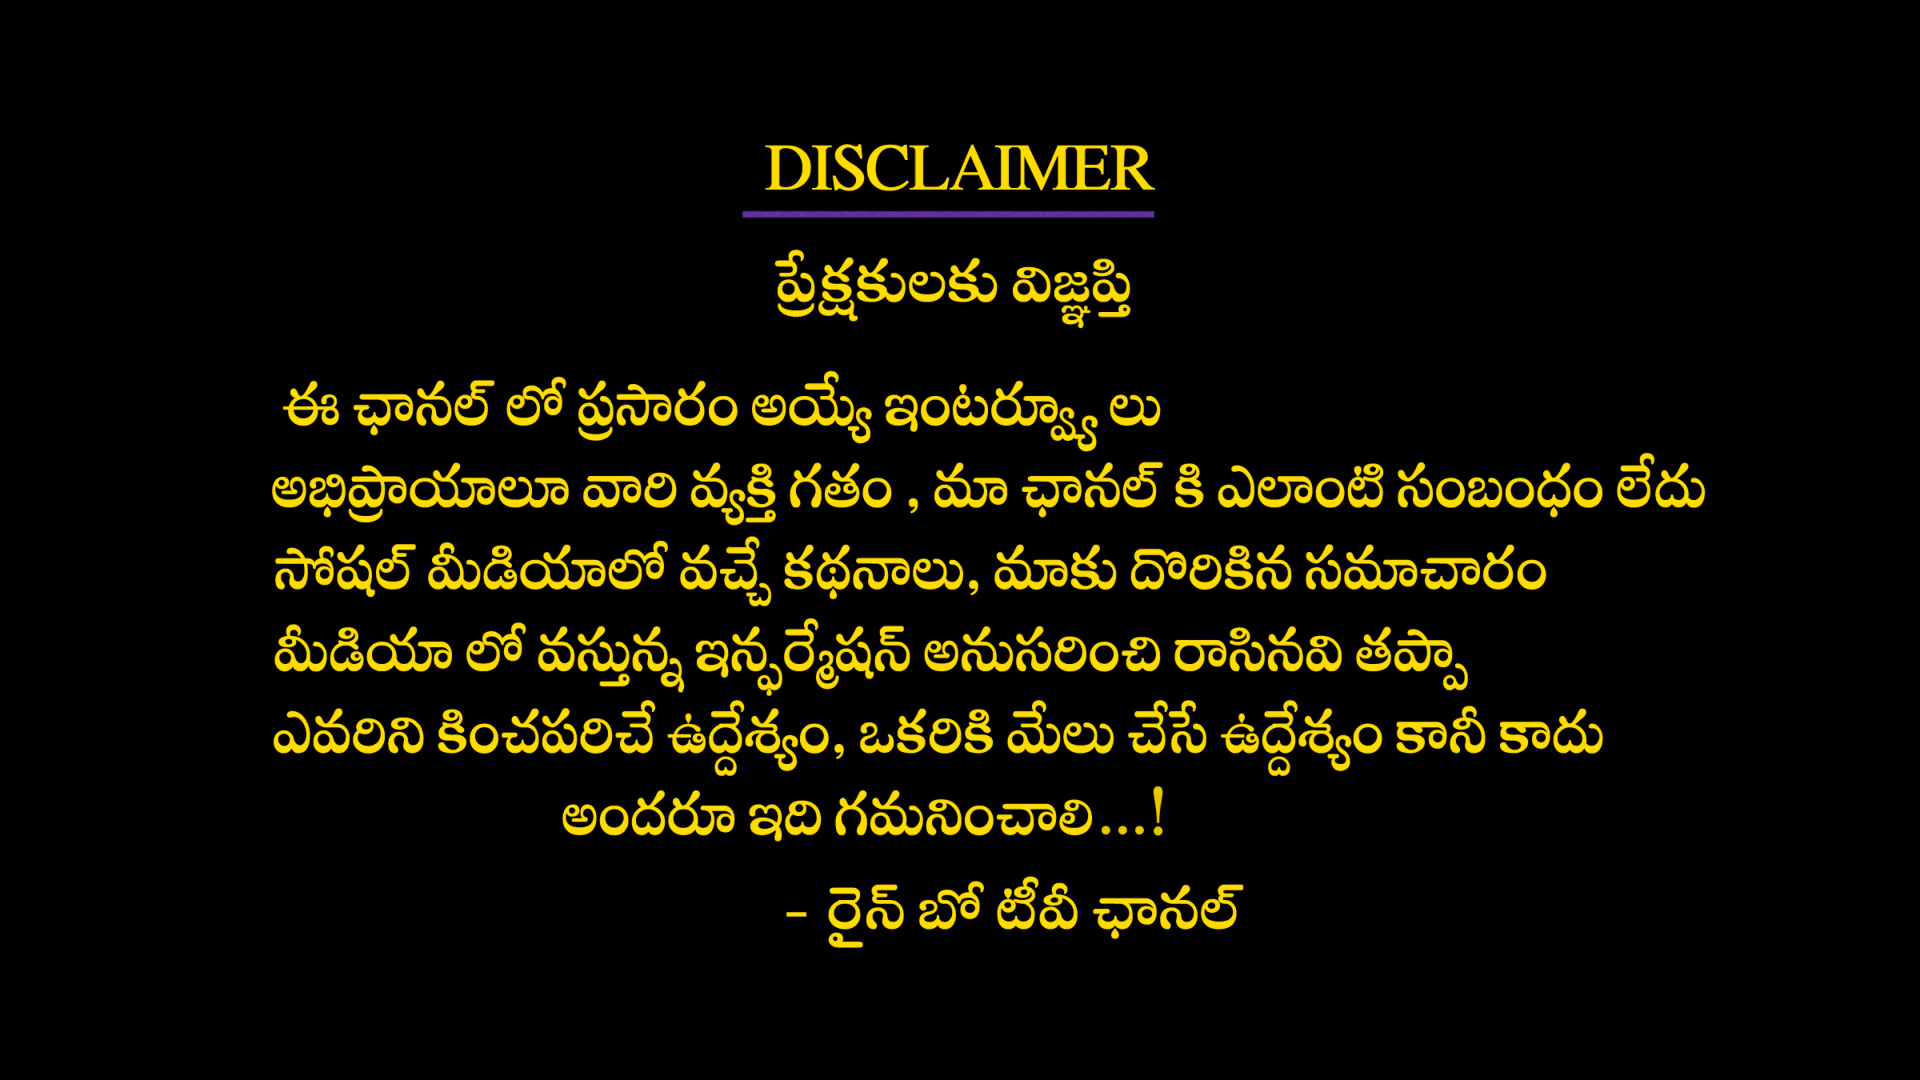 DISCLAIMER
ప్రేక్షకులకు విజ్ఞప్తి
ఈ ఛానల్ లో ప్రసారం అయ్యే ఇంటర్వ్యూ లు
అభిప్రాయాలూ వారి వ్యక్తి గతం , మా ఛానల్ కి ఎలాంటి సంబంధం లేదు
సోషల్ మీడియాలో వచ్చే కథనాలు, మాకు దొరికిన సమాచారం
మీడియా లో వస్తున్న ఇన్ఫర్మేషన్ అనుసరించి రాసినవి తప్పా
ఎవరిని కించపరిచే ఉద్దేశ్యం, ఒకరికి మేలు చేసే ఉద్దేశ్యం కానీ కాదు
అందరూ ఇది గమనించాలి...!
- రైన్ బో టీవీ ఛానల్